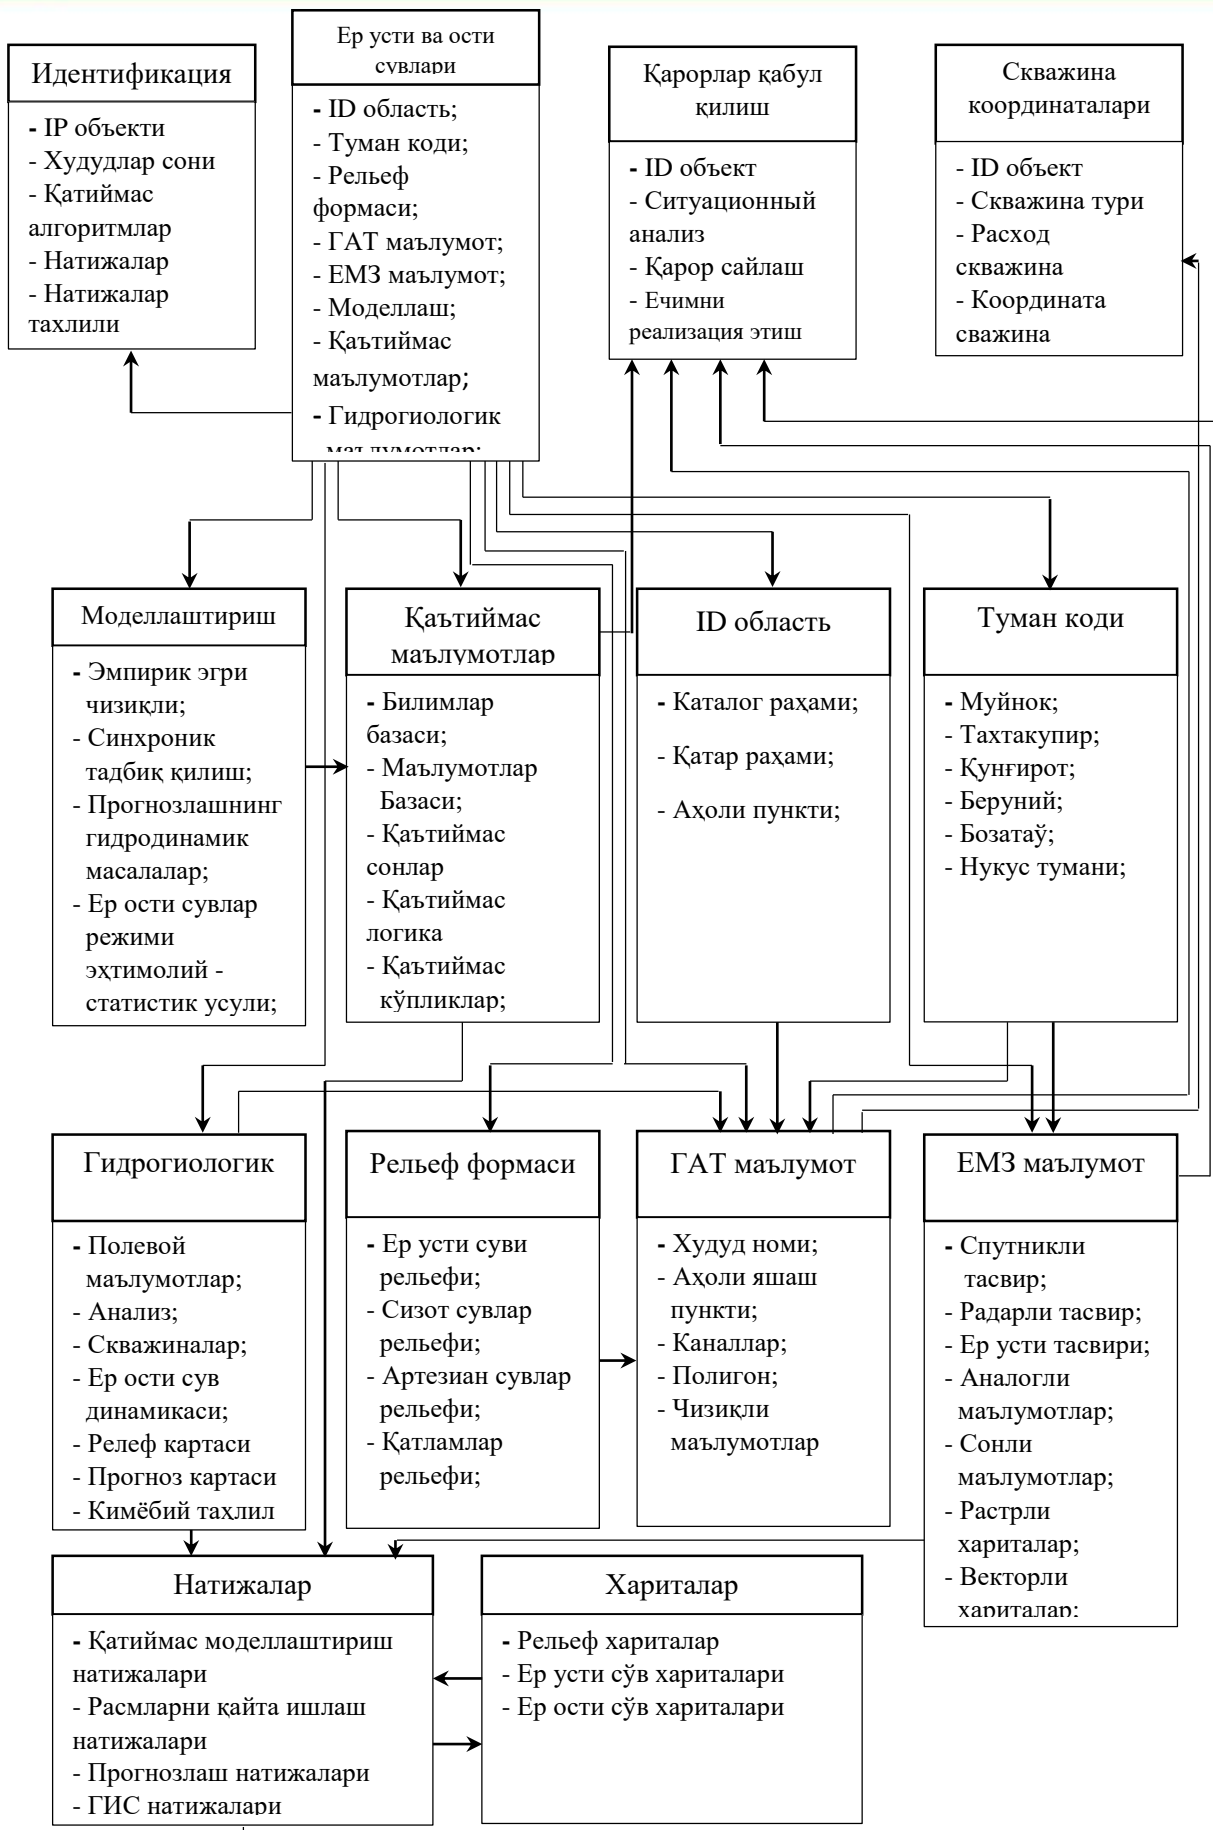 Идентификация
- IP объекти
- Худудлар сони
- Қатиймас
алгоритмлар
- Натижалар
- Натижалар
тахлили
Ер усти ва ости
сувлари
- ID область;
- Туман коди;
- Рельеф
формаси;
- ГАТ маълумот;
- ЕМЗ маълумот;
- Моделлаш;
- Қаътиймас
маълумотлар;
- Гидрогиологик
маълумотлар;
Қарорлар қабул
қилиш
- ID объект
- Ситуационный
анализ
- Қарор сайлаш
- Ечимни
реализация этиш
Скважина
координаталари
- ID объект
- Скважина тури
- Расход
скважина
- Координата
сважина
Моделлаштириш
- Эмпирик эгри
чизиқли;
- Синхроник
тадбиқ қилиш;
- Прогнозлашнинг
гидродинамик
масалалар;
- Ер ости сувлар
режими
эҳтимолий -
статистик усули;
Қаътиймас
маълумотлар
- Билимлар
базаси;
- Маълумотлар
Базаси;
- Қаътиймас
сонлар
- Қаътиймас
логика
- Қаътиймас
кўпликлар;
ID область
- Каталог раҳами;
- Қатар раҳами;
- Аҳоли пункти;
Туман коди
- Муйнок;
- Тахтакупир;
- Қунғирот;
- Беруний;
- Бозатаў;
- Нукус тумани;
Гидрогиологик
- Полевой
маълумотлар;
- Анализ;
- Скважиналар;
- Ер ости сув
динамикаси;
- Релеф картаси
- Прогноз картаси
- Кимёбий таҳлил
Рельеф формаси
- Ер усти суви
рельефи;
- Сизот сувлар
рельефи;
- Артезиан сувлар
рельефи;
- Қатламлар
рельефи;
ГАТ маълумот
- Худуд номи;
- Аҳоли яшаш
пункти;
- Каналлар;
- Полигон;
- Чизиқли
маълумотлар
ЕМЗ маълумот
- Спутникли
тасвир;
- Радарли тасвир;
- Ер усти тасвири;
- Аналогли
маълумотлар;
- Сонли
маълумотлар;
- Растрли
хариталар;
- Векторли
хариталар;
Натижалар
- Қатиймас моделлаштириш
натижалари
- Расмларни қайта ишлаш
натижалари
- Прогнозлаш натижалари
- ГИС натижалари
Хариталар
- Рельеф хариталар
- Ер усти сўв хариталари
- Ер ости сўв хариталари